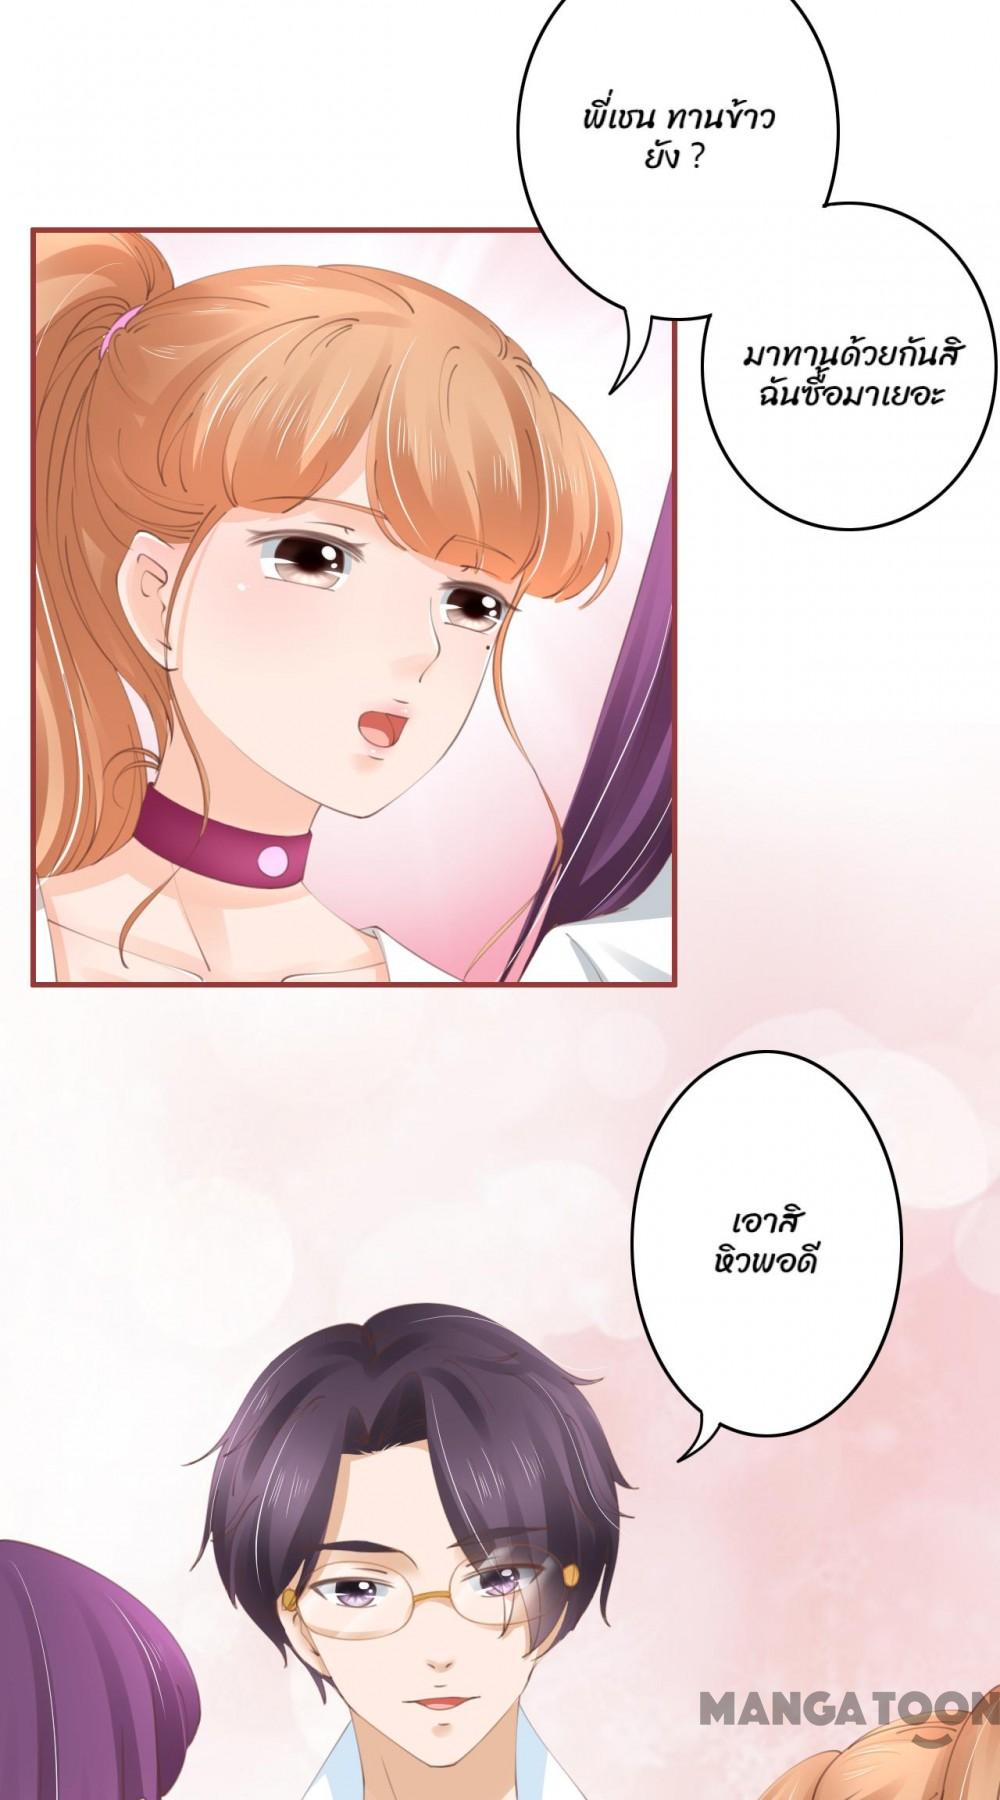 พี่เชน ทานข้าว
ยัง ?
มาทานด้วยกันสิ
ฉันซื้อมาเยอะ
เอาสิ
หิวพอดี
MANGATOON